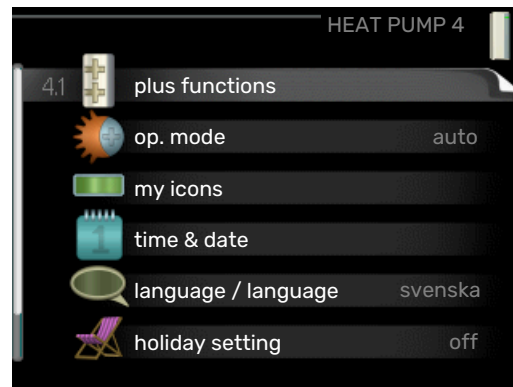 HEAT PUMP 4
4.1 plus functions
op. mode auto
my icons
1 time & date
language / language svenska
holiday setting off